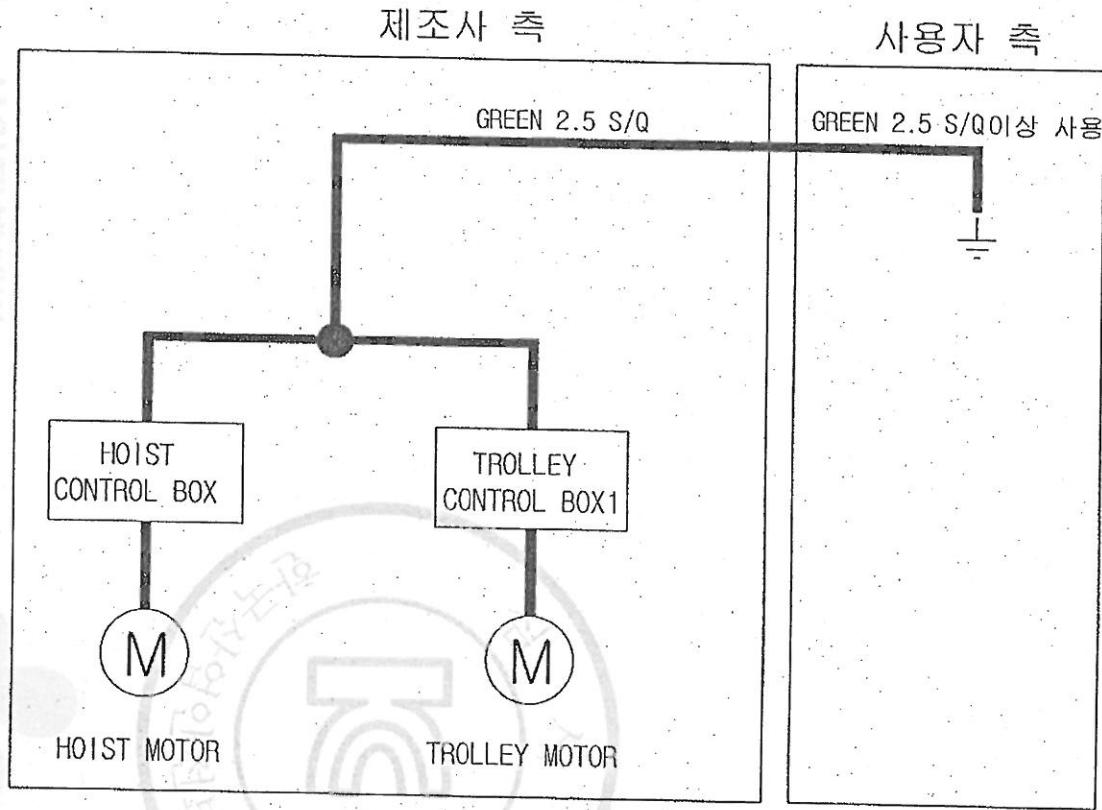 제조사 측
사용자 측
GREEN 2.5 S/Q
GREEN 2.5 S/Q이상 사용
HOIST
CONTROL BOX
TROLLEY
CONTROL BOX1
M
M
HOIST MOTOR
TROLLEY MOTOR